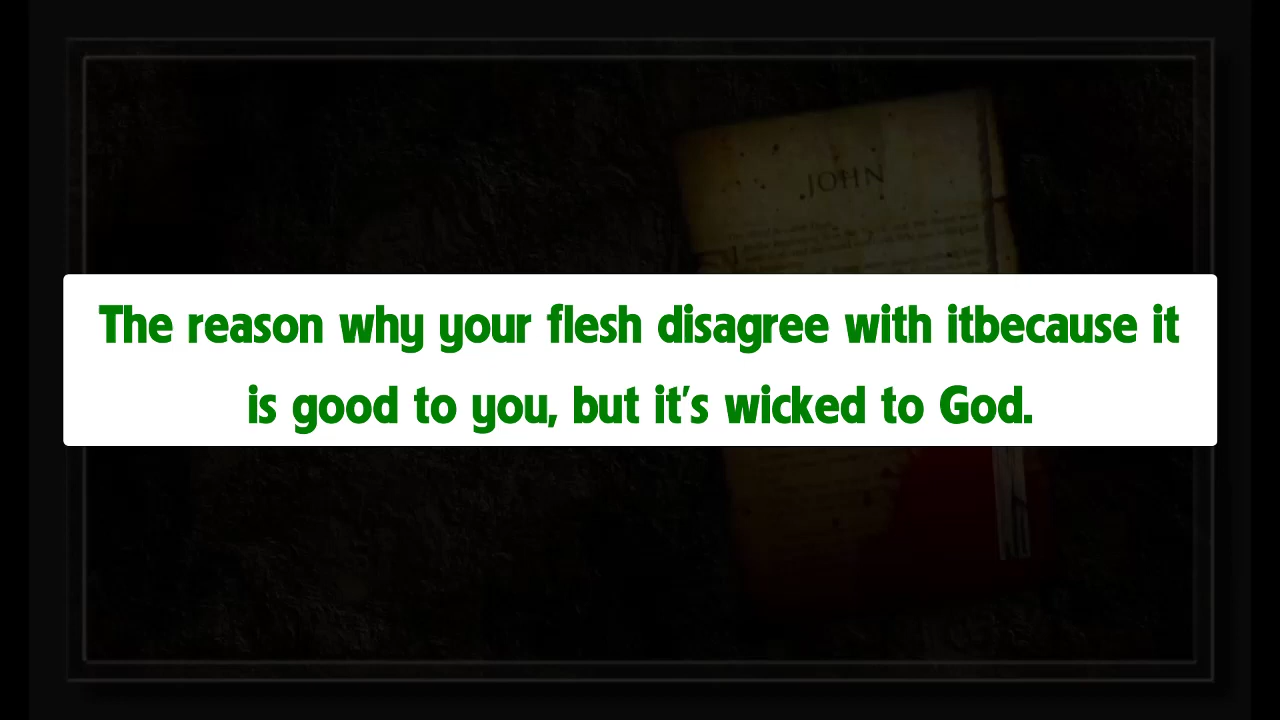 JOHN
The reason why your flesh disagree with itbecause it
is good to you, but it's wicked to God.